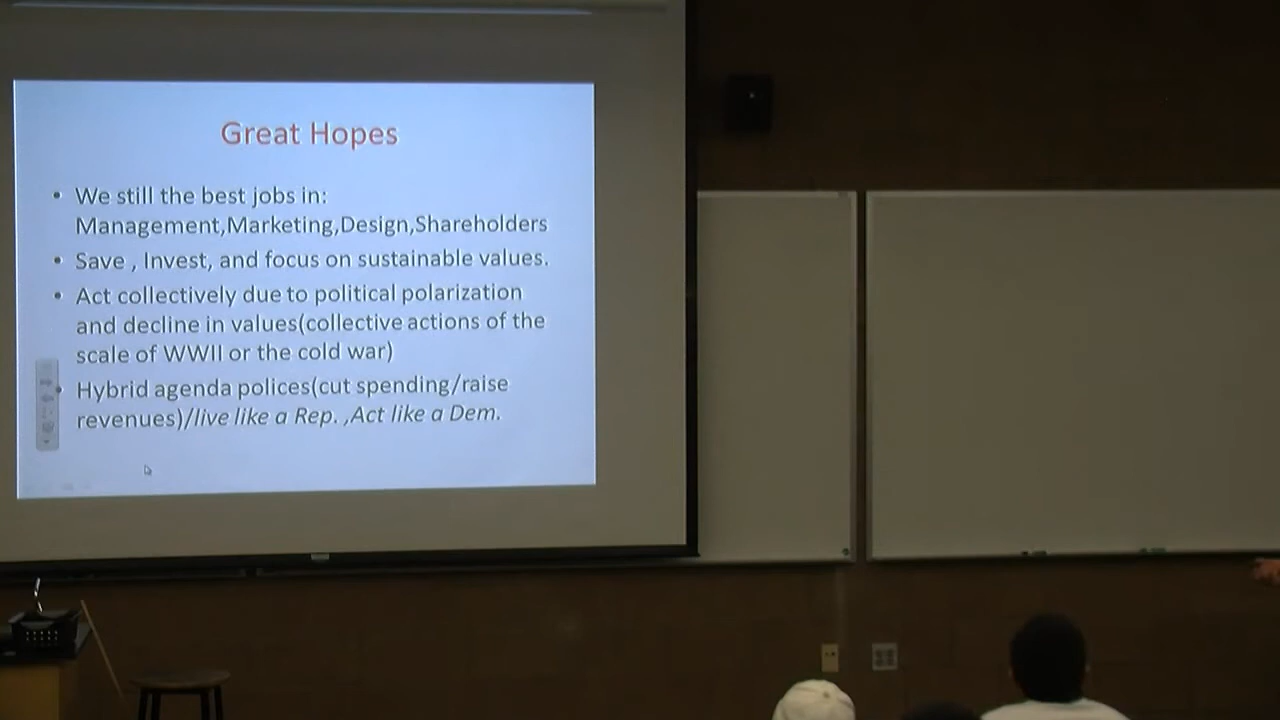 Great Hopes
• We still the best jobs in:
Management,Marketing,Design,Shareholders
• Save , Invest, and focus on sustainable values.
• Act collectively due to political polarization
and decline in values(collective actions of the
scale of WWII or the cold war)
• Hybrid agenda polices(cut spending/raise
revenues)/live like a Rep. ,Act like a Dem.